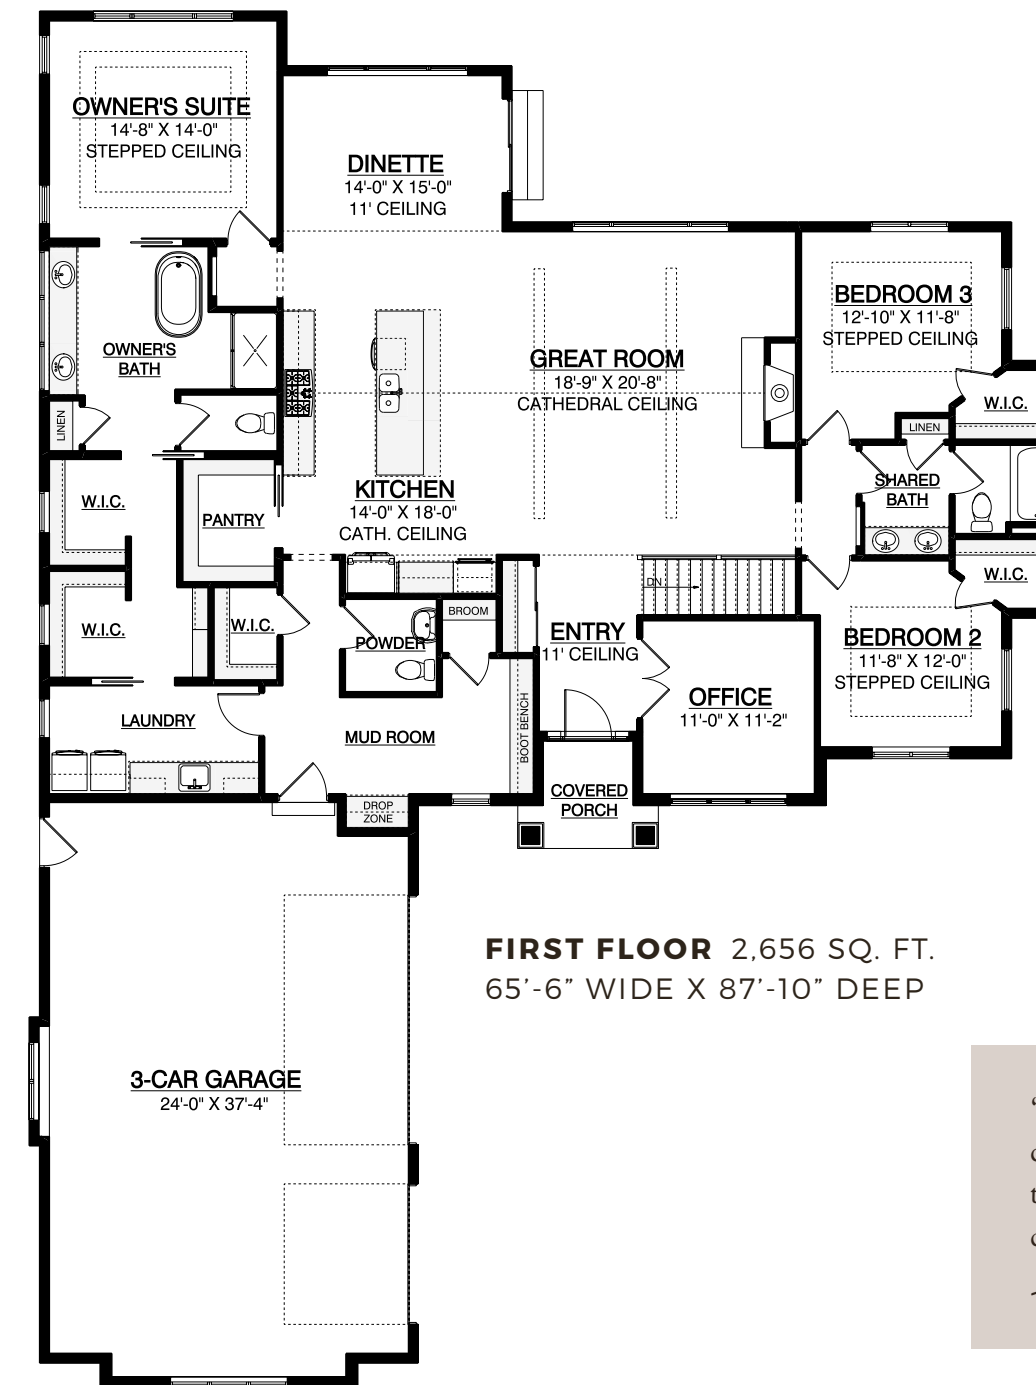 OWNER'S SUITE
14'-8" X 14'-0"
STEPPED CEILING
DINETTE
14'-0" X 15'-0"
11' CEILING
BEDROOM 3
12'-10" X 11'-8"
STEPPED CEILING
OWNER'S
BATH
GREAT ROOM
18'-9" X 20'-8"
CATHEDRAL CEILING
W.I.C.
LINEN
LINEN
W.I.C.
PANTRY
KITCHEN
14'-0" X 18'-0"
CATH. CEILING
SHARED
BATH
W.I.C.
DN
W.I.C.
W.I.C.
POWDER
BROOM
ENTRY
11' CEILING
BEDROOM 2
11'-8" X 12'-0"
STEPPED CEILING
LAUNDRY
MUD ROOM
BOOT BENCH
OFFICE
11'-0" X 11'-2"
DROP
ZONE
COVERED
PORCH
FIRST FLOOR 2,656 SQ. FT.
65’-6” WIDE X 87’-10” DEEP
3-CAR GARAGE
24'-0" X 37'-4"